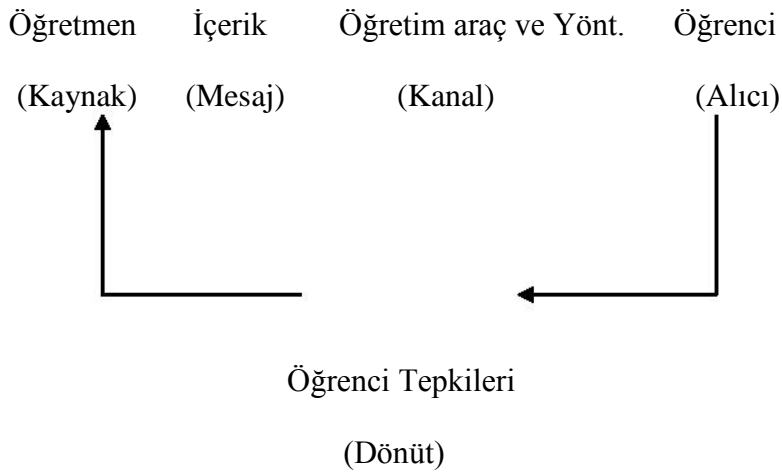 Öğretmen İçerik Öğretim araç ve Yönt. Öğrenci
(Kaynak) (Mesaj) (Kanal) (Alıcı)
Öğrenci Tepkileri
(Dönüt)